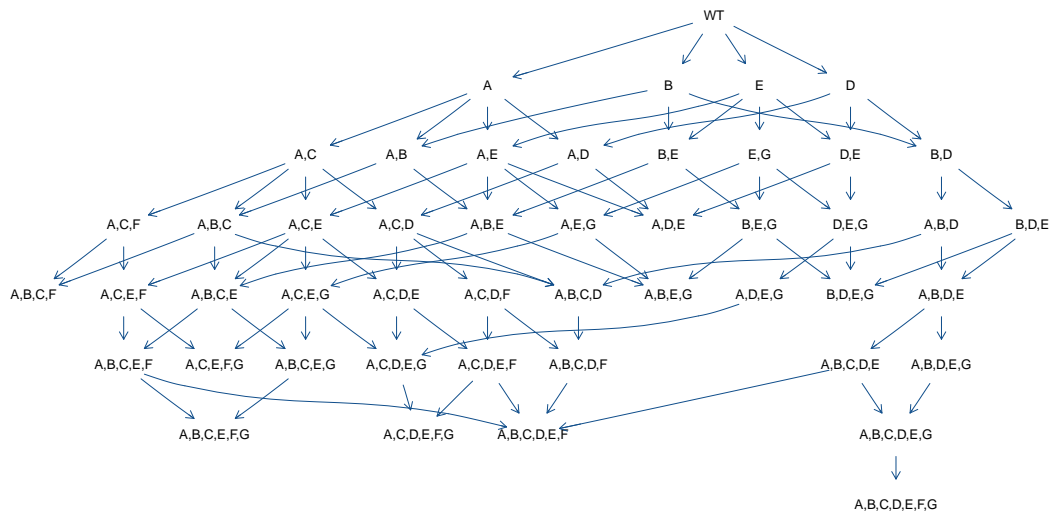 WT
A B E D
A,C A,B A,E A,D B,E E,G D,E B,D
A,C,F A,B,C A,C,E A,C,D A,B,E A,E,G A,D,E B,E,G D,E,G A,B,D B,D,E
A,B,C,F A,C,E,F A,B,C,E A,C,E,G A,C,D,E A,C,D,F A,B,C,D A,B,E,G A,D,E,G B,D,E,G A,B,D,E
A,B,C,E,F A,C,E,F,G A,B,C,E,G A,C,D,E,G A,C,D,E,F A,B,C,D,F A,B,C,D,E A,B,D,E,G
A,B,C,E,F,G A,C,D,E,F,G A,B,C,D,E,F A,B,C,D,E,G
A,B,C,D,E,F,G